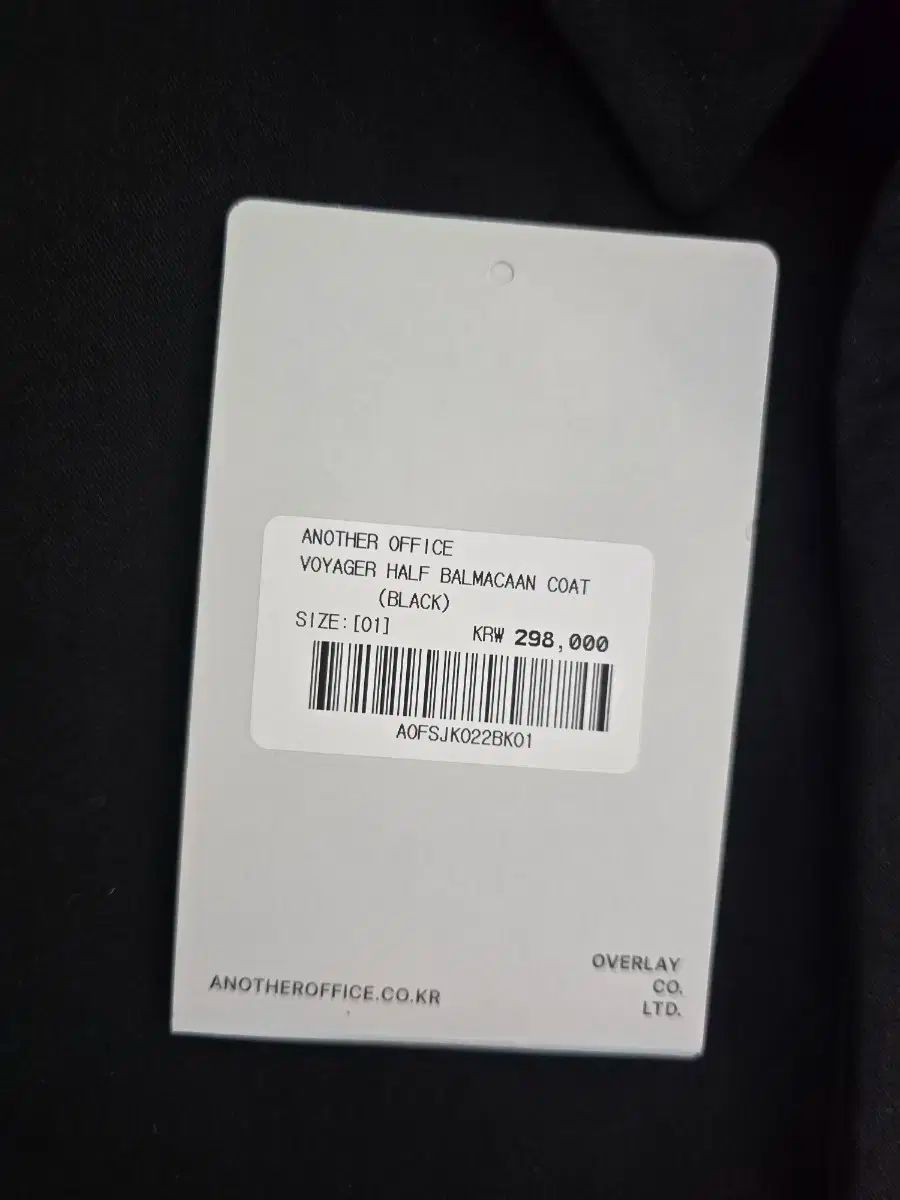 ANOTHER OFFICE
VOYAGER HALF BALMACAAN COAT
(BLACK)
SIZE:[01] KRW 298,000
AOFSJK022BK01
ANOTHEROFFICE.CO.KR
OVERLAY
CO.
LTD.